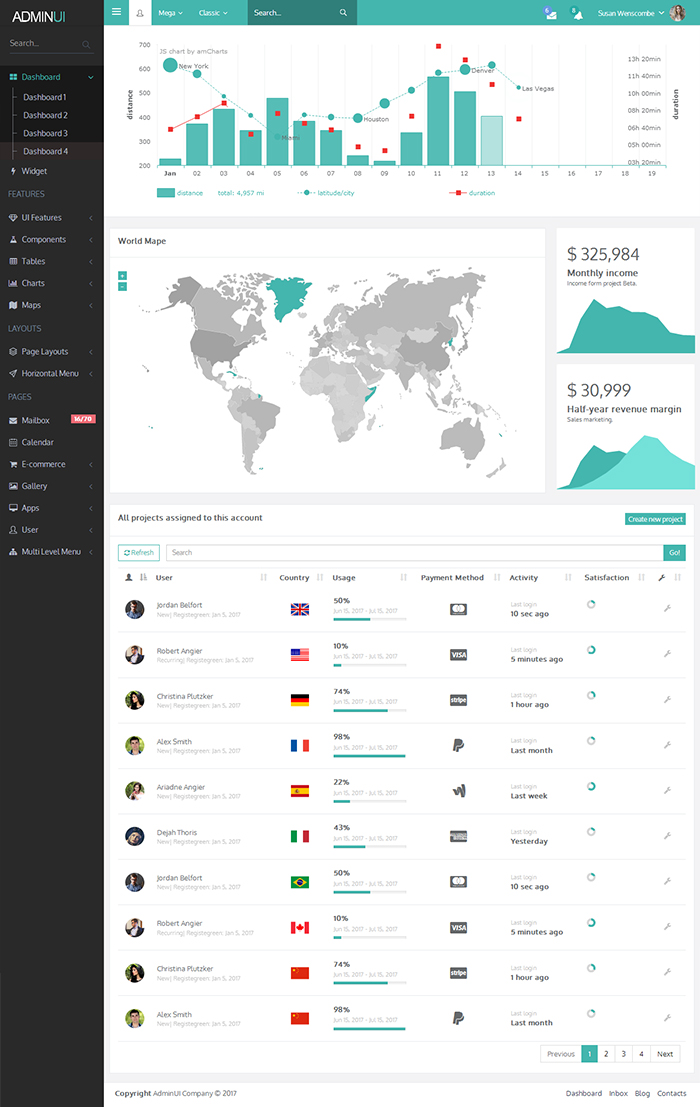 ADMINUI
Mega
Classic
Search...
6
8
Susan Wenscombe
Search...
Dashboard
Dashboard 1
Dashboard 2
Dashboard 3
Dashboard 4
Widget
FEATURES
UI Features
Components
Tables
Charts
Maps
LAYOUTS
Page Layouts
Horizontal Menu
PAGES
Mailbox
16/70
Calendar
E-commerce
Gallery
Apps
User
Multi Level Menu
JS chart by amCharts
700
600
500
400
300
200
distance
New York
Miami
Houston
Denver
Las Vegas
13h 20min
11h 40min
10h 00min
08h 20min
06h 40min
05h 00min
03h 20min
duration
Jan 02 03 04 05 06 07 08 09 10 11 12 13 14 15 16 17 18 19
distance total: 4,957 mi latitude/city duration
World Mape
+
-
$ 325,984
Monthly income
Income form project Beta.
$ 30,999
Half-year revenue margin
Sales marketing.
All projects assigned to this account
Create new project
Refresh
Search
Go!
User Country Usage Payment Method Activity Satisfaction
Jordan Belfort 50% Last login
New| Registegreen: Jan 5, 2017 Jun 15, 2017 - Jul 15, 2017 10 sec ago
Robert Angier 10% VISA Last login
Recurring| Registegreen: Jan 5, 2017 Jun 15, 2017 - Jul 15, 2017 5 minutes ago
Christina Plutzker 74% stripe Last login
New| Registegreen: Jan 5, 2017 Jun 15, 2017 - Jul 15, 2017 1 hour ago
Alex Smith 98% Last login
New| Registegreen: Jan 5, 2017 Jun 15, 2017 - Jul 15, 2017 Last month
Ariadne Angier 22% Last login
New| Registegreen: Jan 5, 2017 Jun 15, 2017 - Jul 15, 2017 Last week
Dejah Thoris 43% Last login
New| Registegreen: Jan 5, 2017 Jun 15, 2017 - Jul 15, 2017 Yesterday
Jordan Belfort 50% Last login
New| Registegreen: Jan 5, 2017 Jun 15, 2017 - Jul 15, 2017 10 sec ago
Robert Angier 10% VISA Last login
Recurring| Registegreen: Jan 5, 2017 Jun 15, 2017 - Jul 15, 2017 5 minutes ago
Christina Plutzker 74% stripe Last login
New| Registegreen: Jan 5, 2017 Jun 15, 2017 - Jul 15, 2017 1 hour ago
Alex Smith 98% Last login
New| Registegreen: Jan 5, 2017 Jun 15, 2017 - Jul 15, 2017 Last month
Previous 1 2 3 4 Next
Copyright AdminUI Company © 2017
Dashboard Inbox Blog Contacts